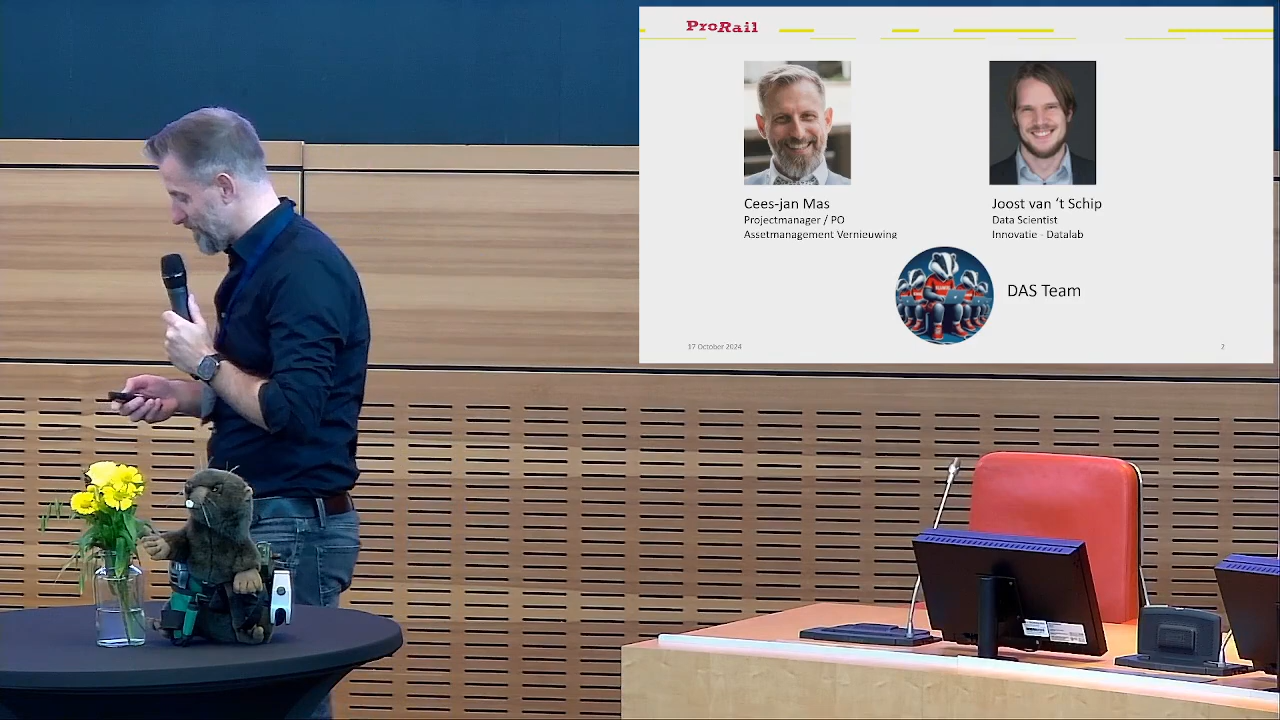 ProRail
Cees-jan Mas
Projectmanager / PO
Assetmanagement Vernieuwing
Joost van ‘t Schip
Data Scientist
Innovatie - Datalab
DAS Team
17 October 2024
2